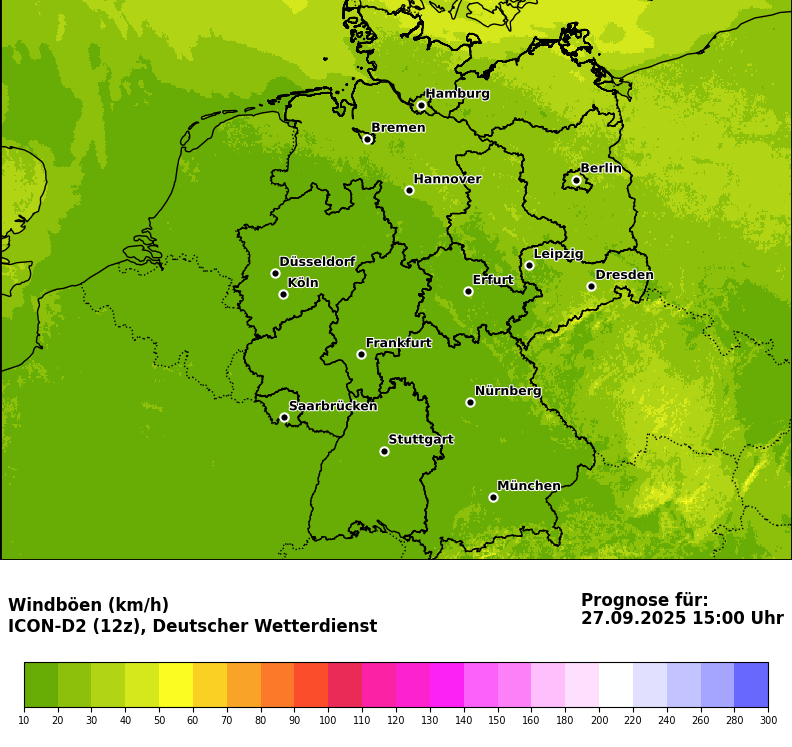 Hamburg
Bremen
Berlin
Hannover
Leipzig
Düsseldorf
Dresden
Köln
Erfurt
Frankfurt
Nürnberg
Saarbrücken
Stuttgart
München
Windböen (km/h)
ICON-D2 (12z), Deutscher Wetterdienst
Prognose für:
27.09.2025 15:00 Uhr
10 20 30 40 50 60 70 80 90 100 110 120 130 140 150 160 180 200 220 240 260 280 300